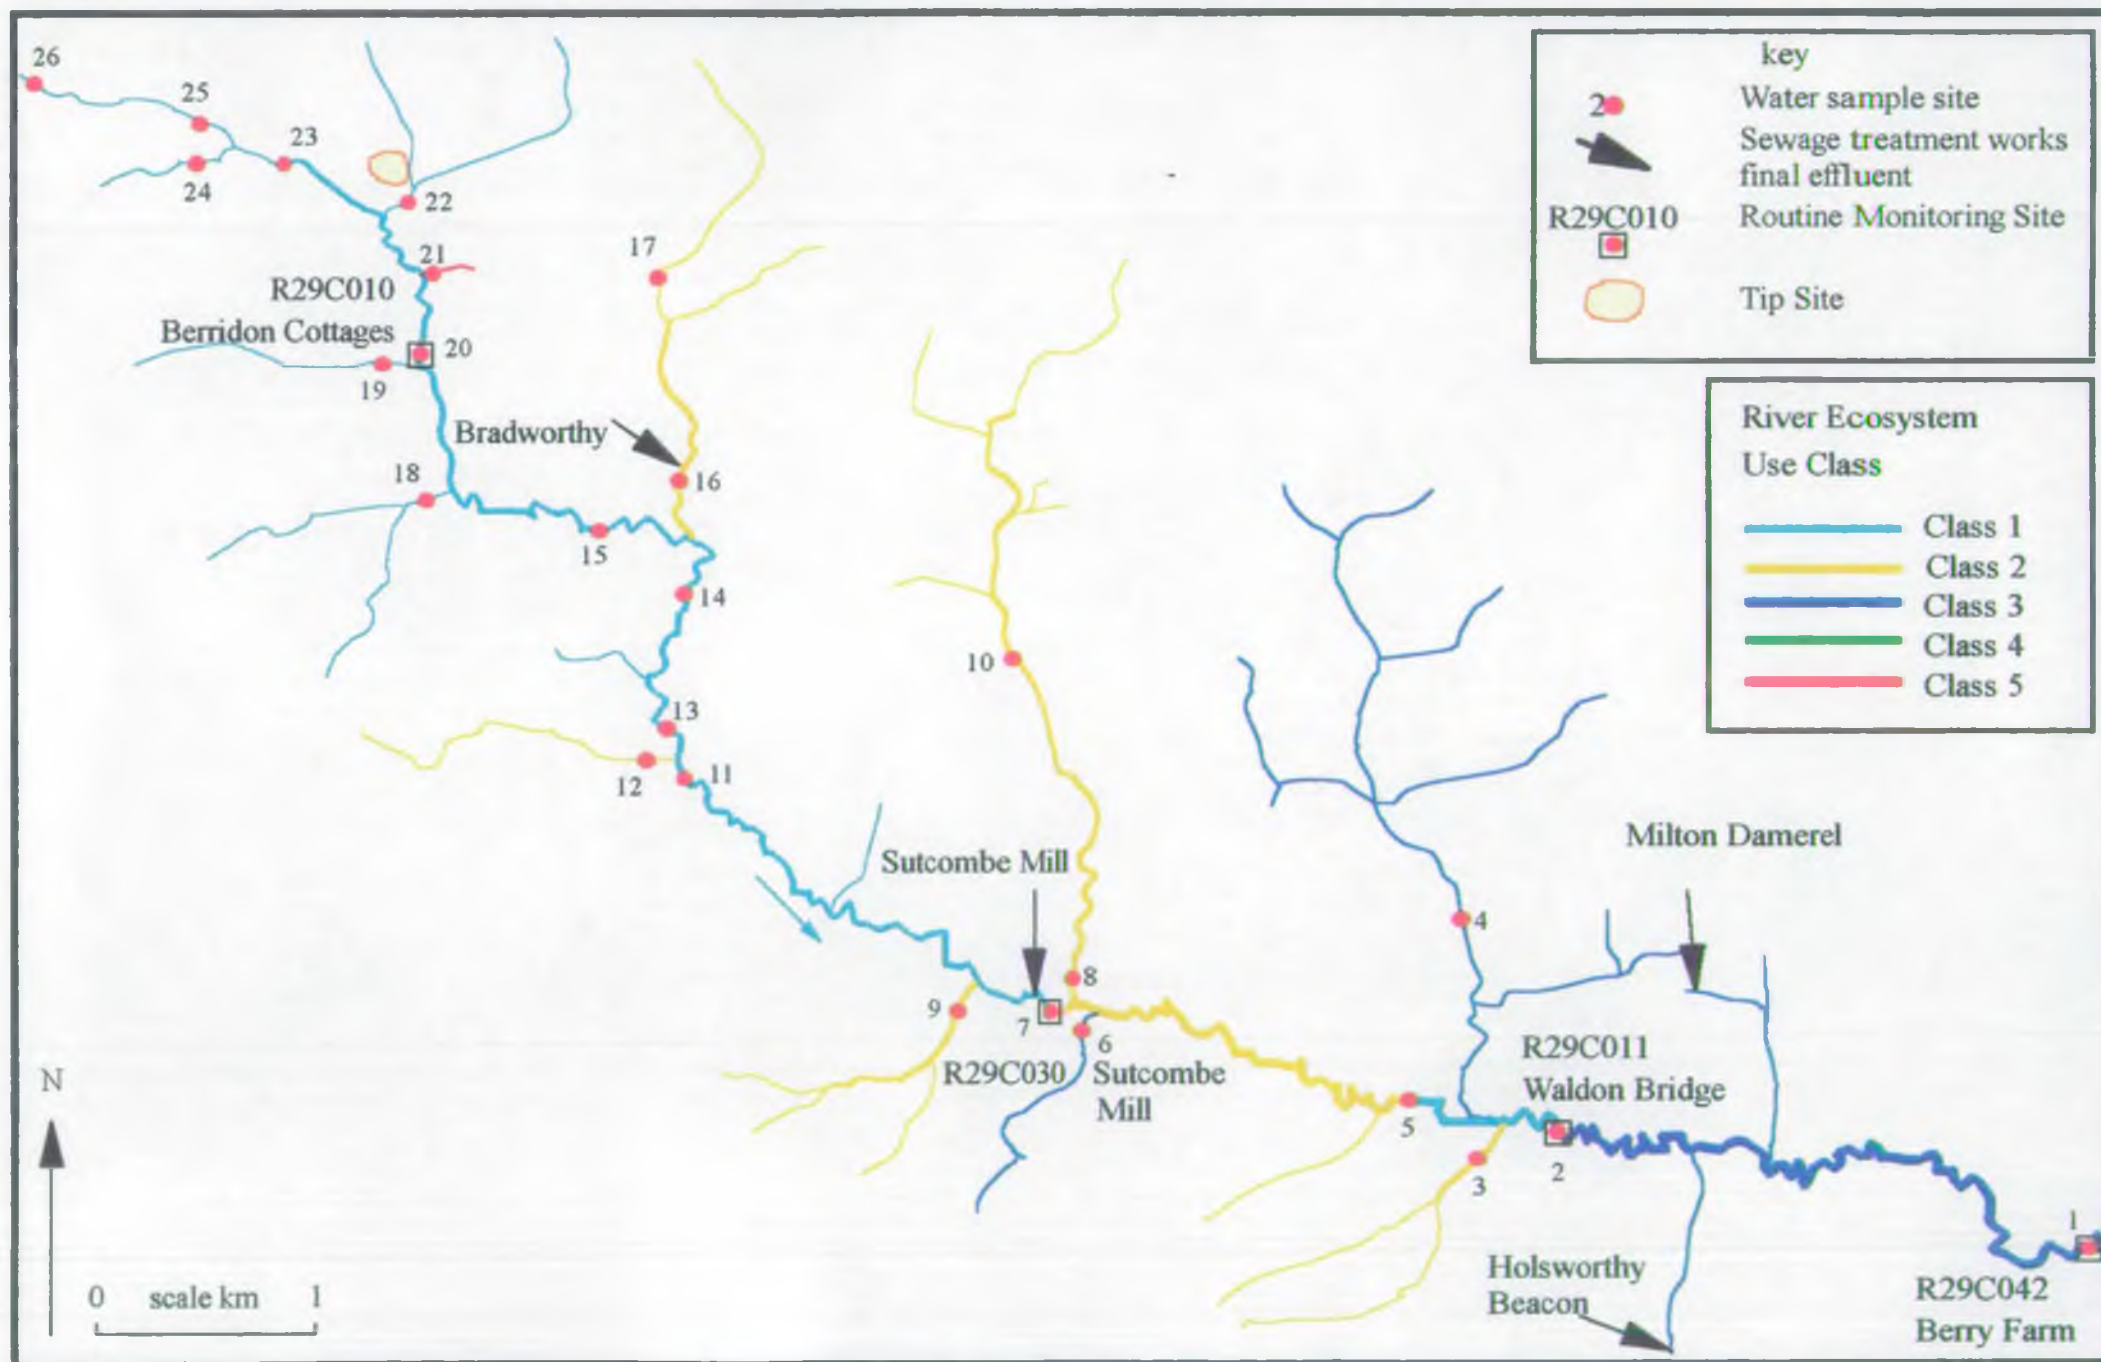 26
25
23
24
22
21
R29C010
Berridon Cottages
20
19
17
Bradworthy
16
18
15
14
13
12
11
10
Sutcombe Mill
8
9
7
6
R29C030
Sutcombe
Mill
5
4
3
Milton Damerel
R29C011
Waldon Bridge
2
Holsworthy
Beacon
1
R29C042
Berry Farm
N
0 scale km 1
key
2 Water sample site
Sewage treatment works
final effluent
R29C010 Routine Monitoring Site
Tip Site
River Ecosystem
Use Class
Class 1
Class 2
Class 3
Class 4
Class 5